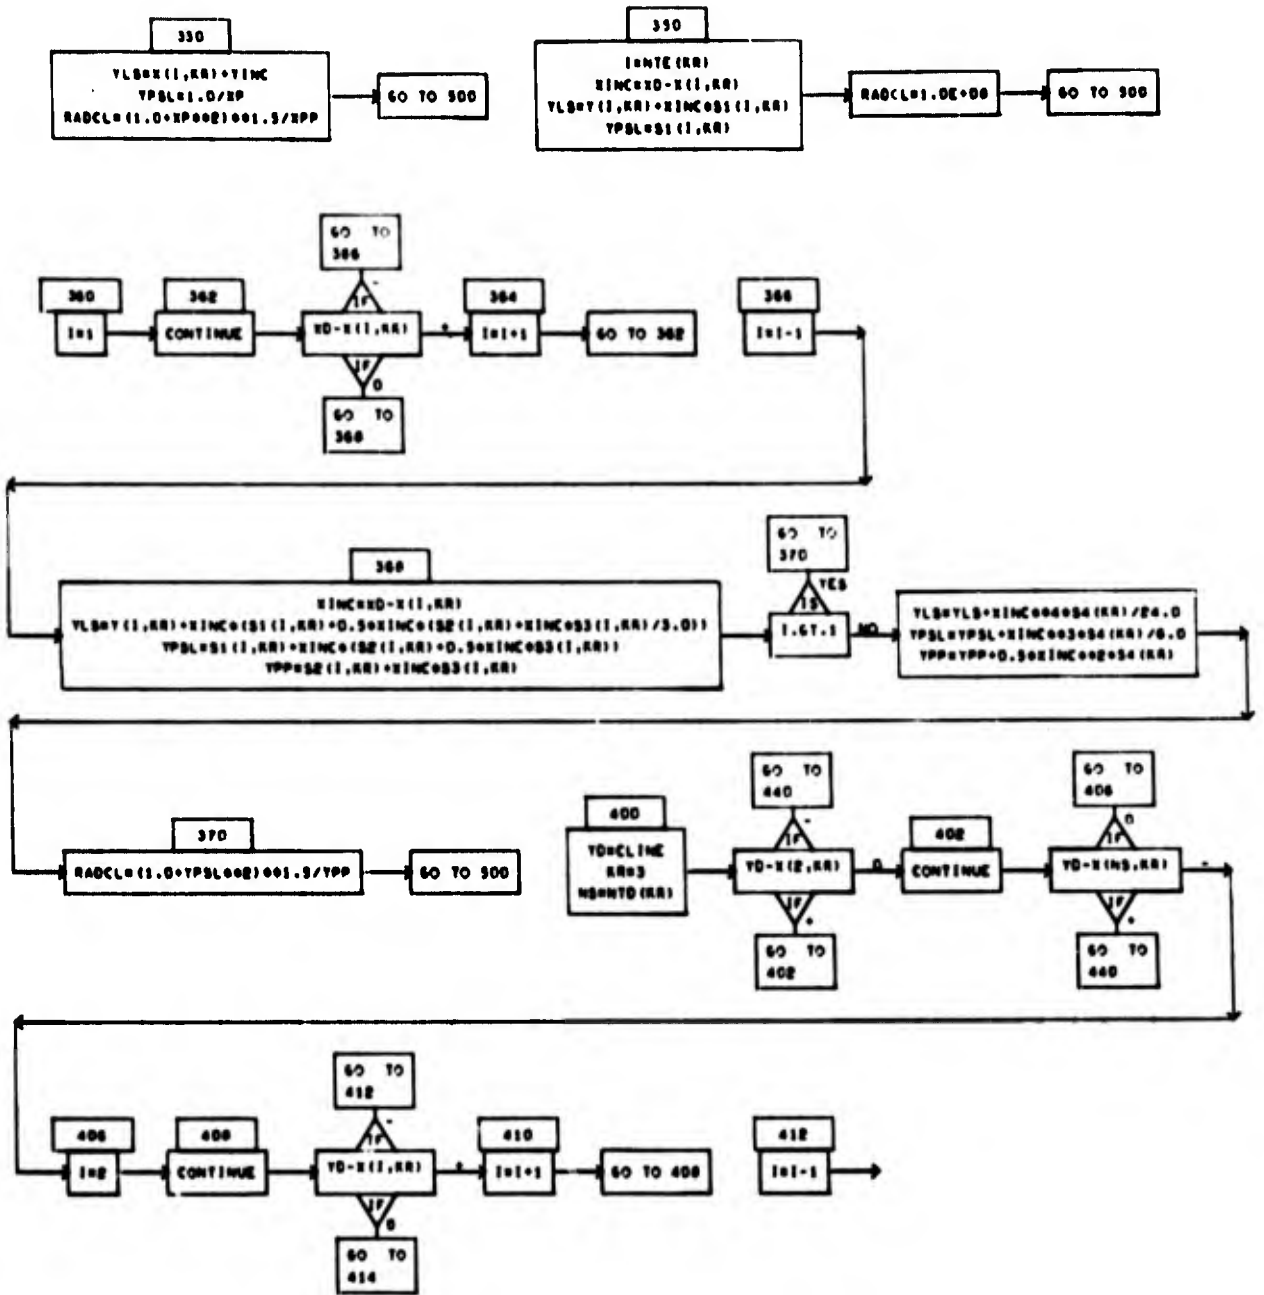 330
YLS=X(I,KR)+YINC
YPSL=1.0/XP
RADCL=(1.0+XP**2)**1.5/XPP
GO TO 500
350
I=NTE(KR)
XINC=XD-X(I,KR)
YLS=Y(I,KR)+XINC*S1(I,KR)
YPSL=S1(I,KR)
RADCL=1.0E+08
GO TO 500
GO TO
366
IF -
360
I=1
362
CONTINUE
XD-X(I,KR)
+
364
I=I+1
GO TO 362
366
I=I-1
IF 0
GO TO
368
368
XINC=XD-X(I,KR)
YLS=Y(I,KR)+XINC*(S1(I,KR)+0.5*XINC*(S2(I,KR)+XINC*S3(I,KR)/3.0))
YPSL=S1(I,KR)+XINC*(S2(I,KR)+0.5*XINC*S3(I,KR))
YPP=S2(I,KR)+XINC*S3(I,KR)
GO TO
370
IS YES
I.GT.1
NO
YLS=YLS+XINC**4*S4(KR)/24.0
YPSL=YPSL+XINC**3*S4(KR)/6.0
YPP=YPP+0.5*XINC**2*S4(KR)
370
RADCL=(1.0+YPSL**2)**1.5/YPP
GO TO 500
400
YD=CLINE
KR=3
NS=NTD(KR)
GO TO
440
IF -
YD-X(2,KR)
0
IF +
GO TO
402
402
CONTINUE
GO TO
406
IF 0
YD-X(NS,KR)
-
IF +
GO TO
440
GO TO
412
IF -
406
I=2
408
CONTINUE
YD-X(I,KR)
+
410
I=I+1
GO TO 408
412
I=I-1
IF 0
GO TO
414